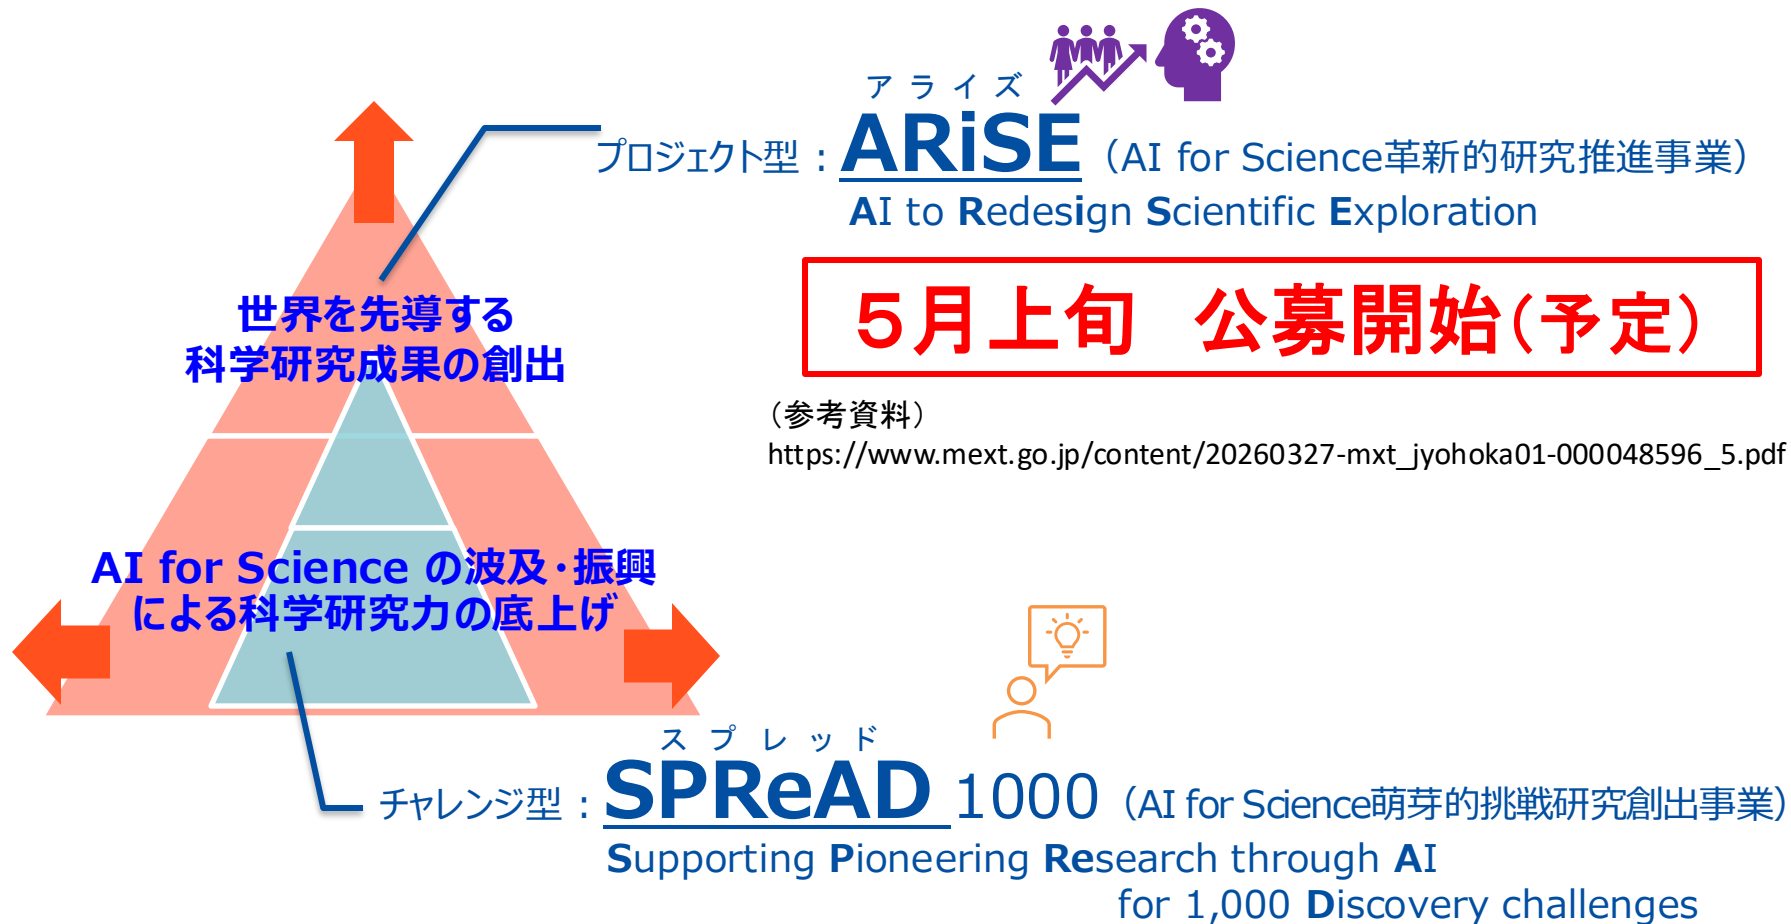 アライズ
プロジェクト型：ARiSE（AI for Science革新的研究推進事業）
AI to Redesign Scientific Exploration
世界を先導する
科学研究成果の創出
５月上旬　公募開始（予定）
（参考資料）
https://www.mext.go.jp/content/20260327-mxt_jyohoka01-000048596_5.pdf
AI for Science の波及・振興
による科学研究力の底上げ
スプレッド
チャレンジ型：SPReAD 1000（AI for Science萌芽的挑戦研究創出事業）
Supporting Pioneering Research through AI
for 1,000 Discovery challenges